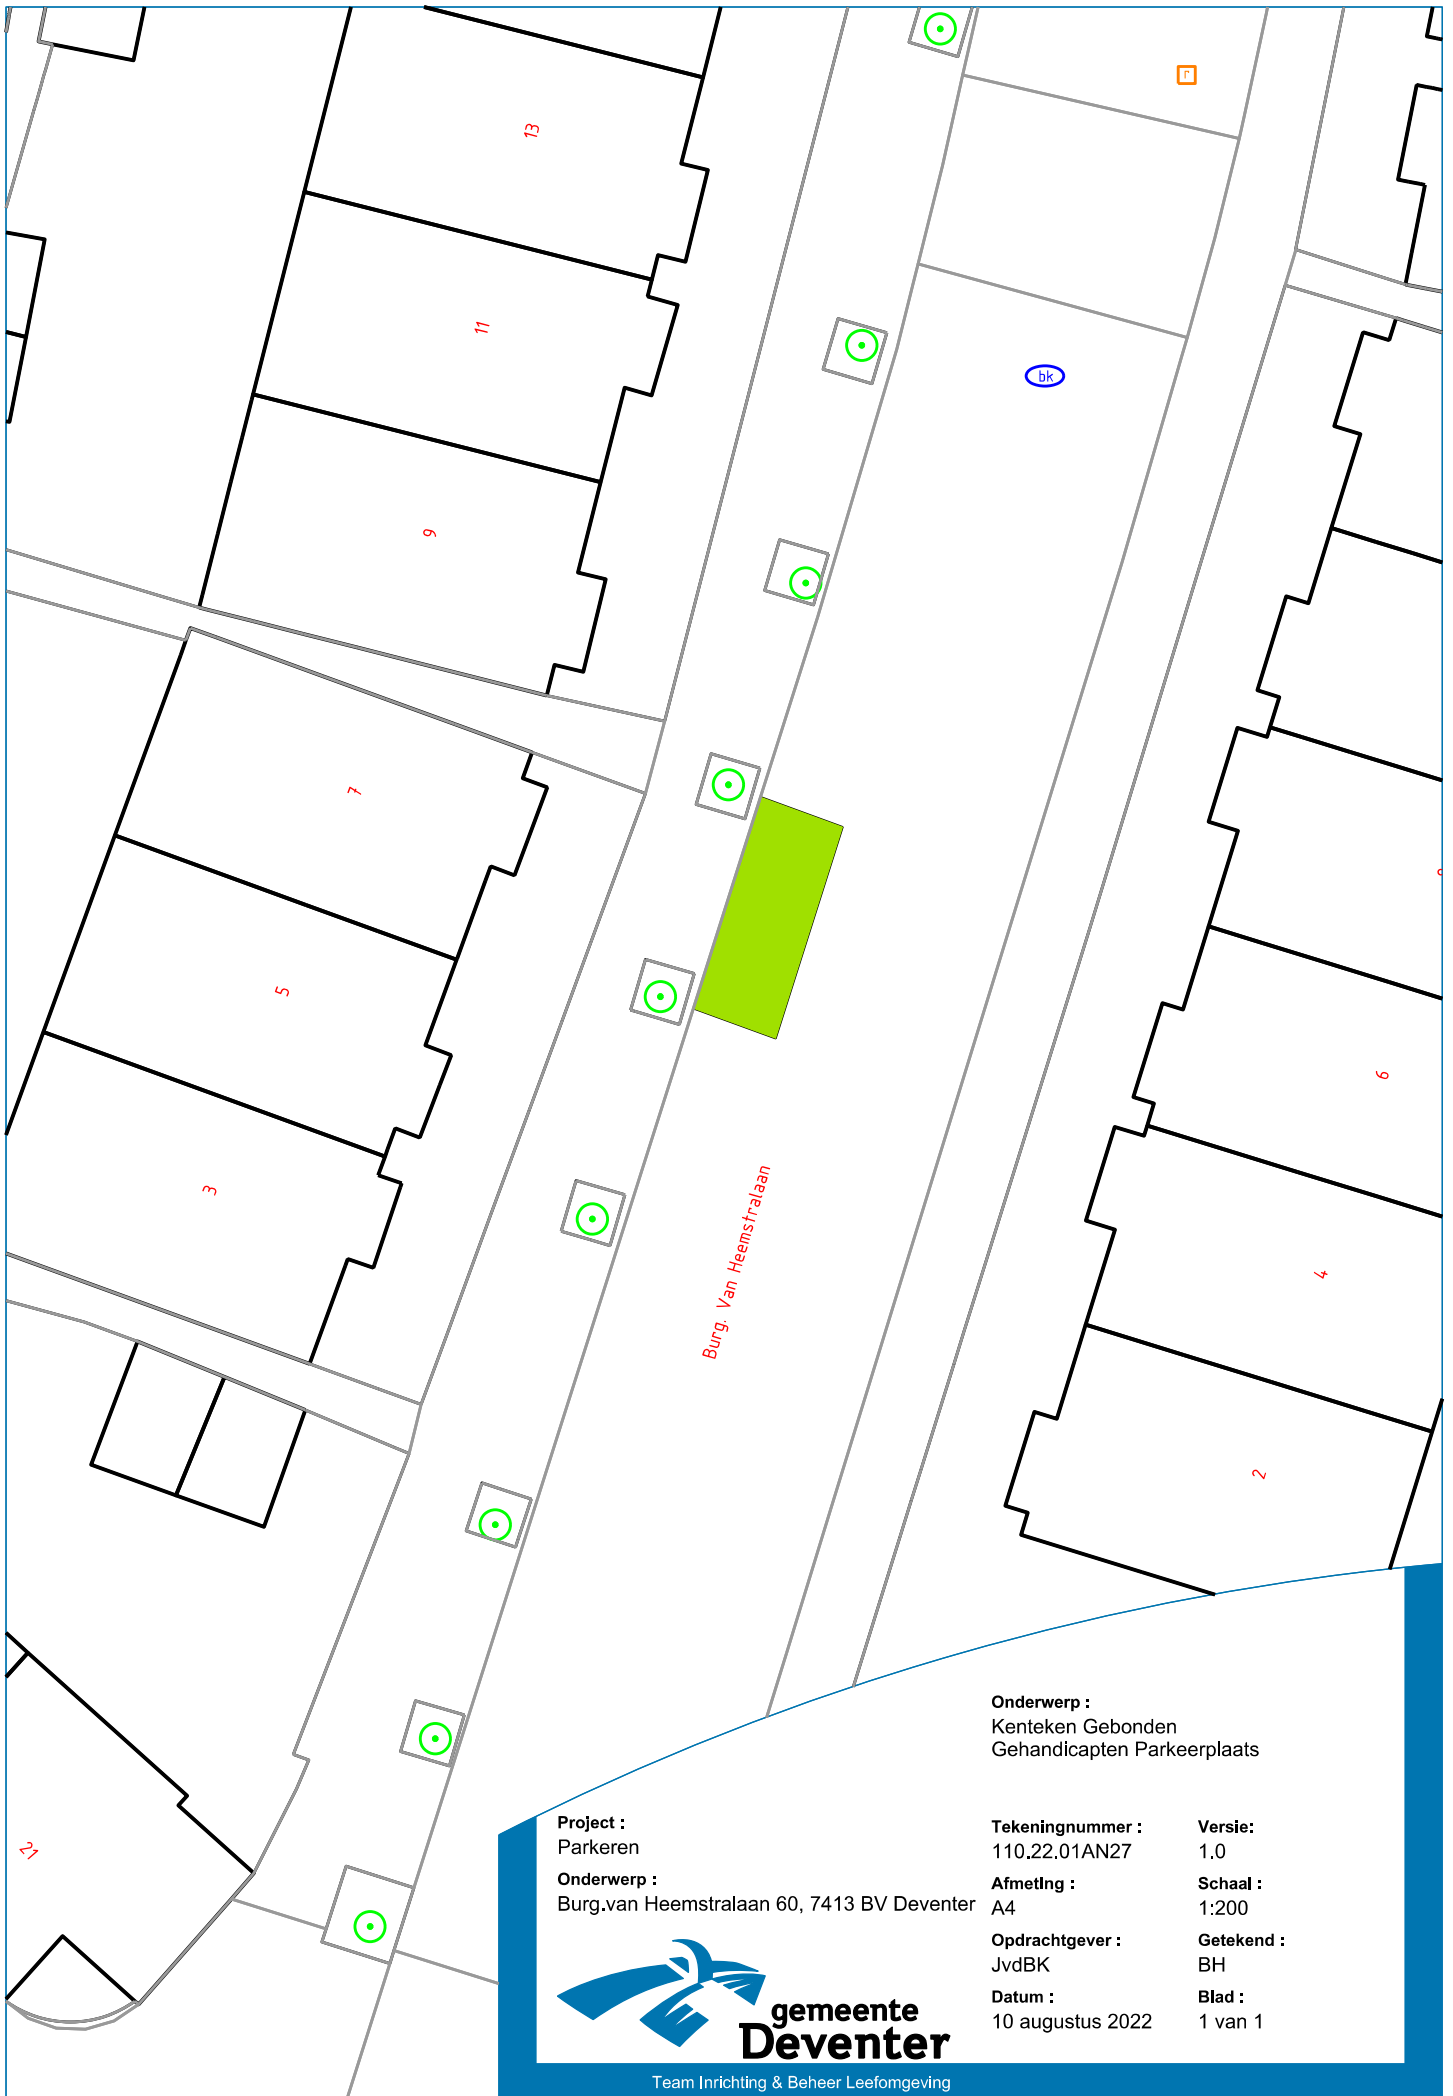 13
11
bk
9
7
5
6
3
4
Burg. Van Heemstralaan
2
21
Onderwerp :
Kenteken Gebonden
Gehandicapten Parkeerplaats
Project :
Parkeren
Onderwerp :
Burg.van Heemstralaan 60, 7413 BV Deventer
Tekeningnummer :
110.22.01AN27
Versie:
1.0
Afmeting :
A4
Schaal :
1:200
Opdrachtgever :
JvdBK
Getekend :
BH
Datum :
10 augustus 2022
Blad :
1 van 1
gemeente
Deventer
Team Inrichting & Beheer Leefomgeving